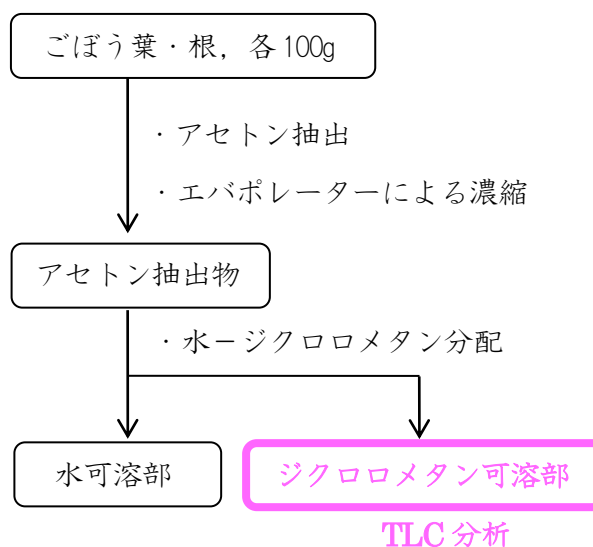 ごぼう葉・根，各100g
・アセトン抽出
・エバポレーターによる濃縮
アセトン抽出物
・水－ジクロロメタン分配
水可溶部
ジクロロメタン可溶部
TLC分析